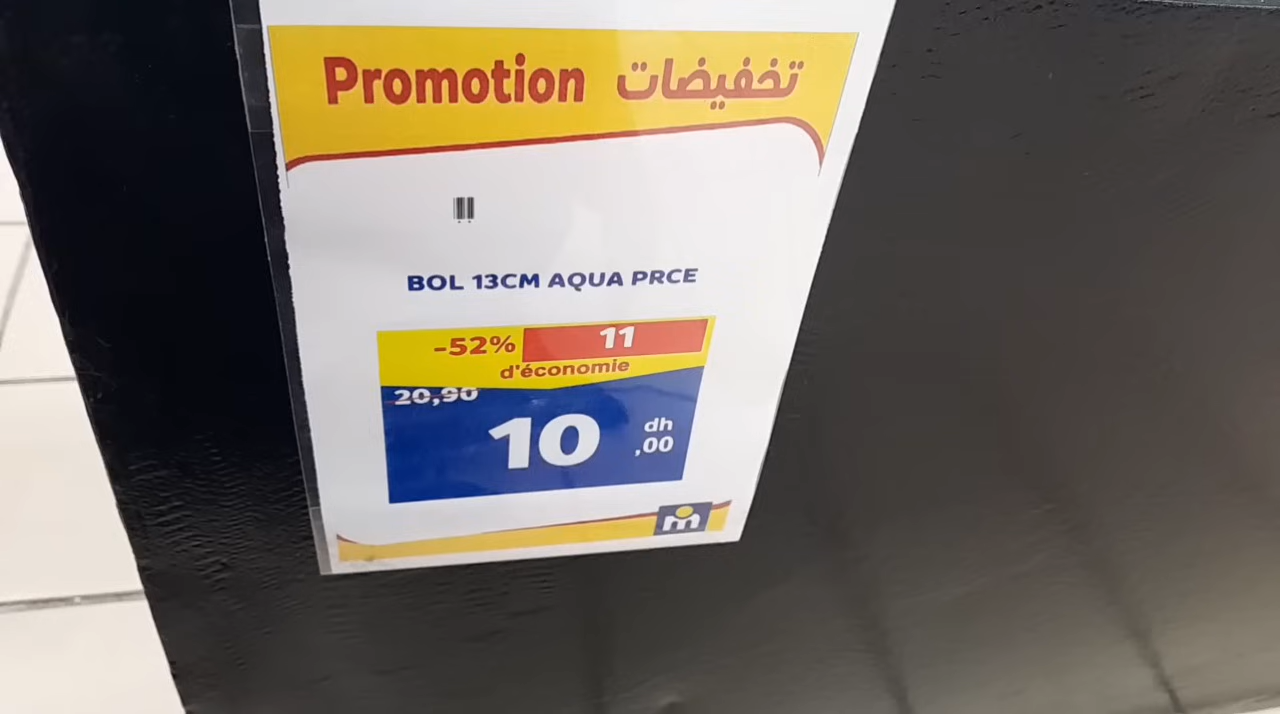 Promotion تخفيضات
BOL 13CM AQUA PRCE
-52% 11
d'économie
20,90
10 dh
,00
m